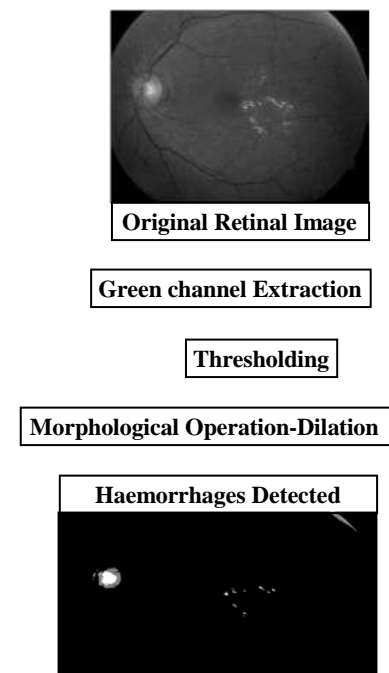 Original Retinal Image
Green channel Extraction
Thresholding
Morphological Operation-Dilation
Haemorrhages Detected